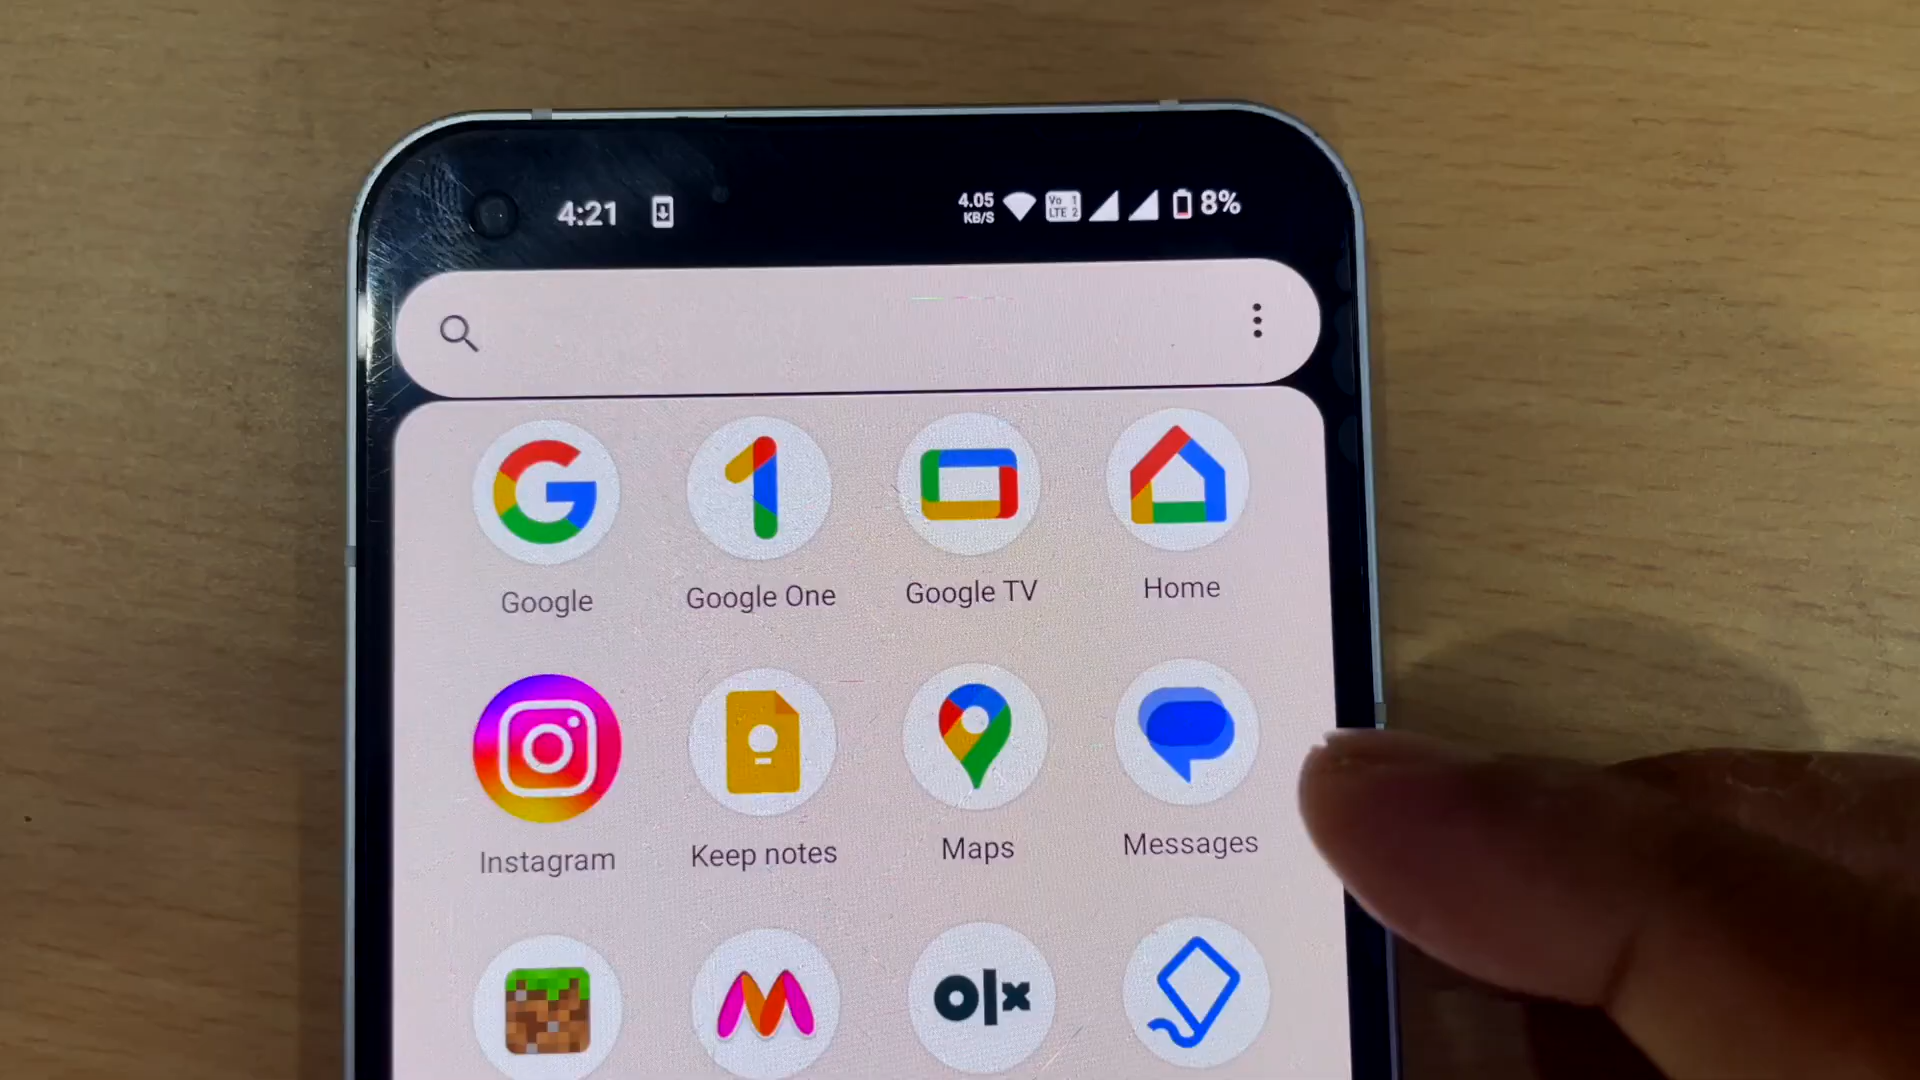 4:21
4.05
KB/S
Vo 1
LTE 2
8%
Google
Google One
Google TV
Home
Instagram
Keep notes
Maps
Messages
olx